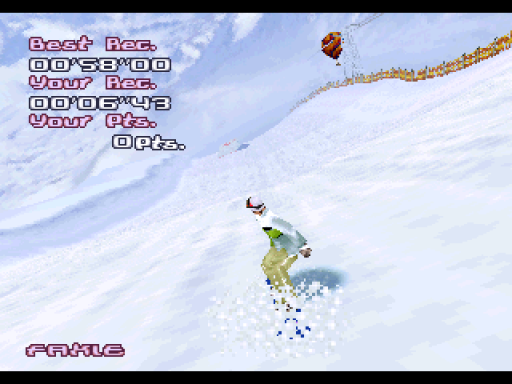 Best Rec.
00'58"00
Your Rec.
00'06"43
Your Pts.
0Pts.
FAKIE